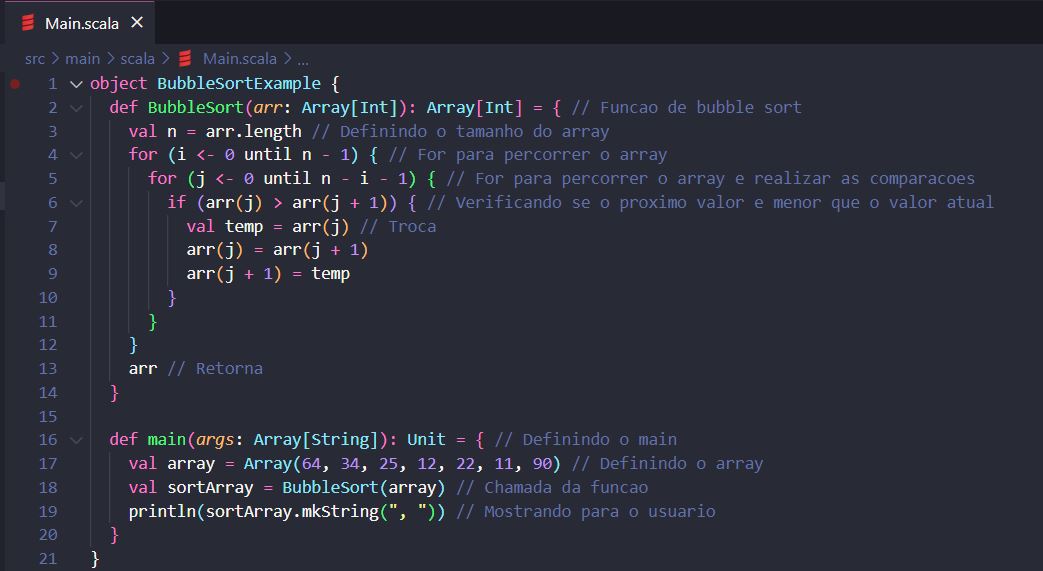 Main.scala ×
src > main > scala > Main.scala > ...
1 object BubbleSortExample {
2 def BubbleSort(arr: Array[Int]): Array[Int] = { // Funcao de bubble sort
3 val n = arr.length // Definindo o tamanho do array
4 for (i <- 0 until n - 1) { // For para percorrer o array
5 for (j <- 0 until n - i - 1) { // For para percorrer o array e realizar as comparacoes
6 if (arr(j) > arr(j + 1)) { // Verificando se o proximo valor e menor que o valor atual
7 val temp = arr(j) // Troca
8 arr(j) = arr(j + 1)
9 arr(j + 1) = temp
10 }
11 }
12 }
13 arr // Retorna
14 }
15
16 def main(args: Array[String]): Unit = { // Definindo o main
17 val array = Array(64, 34, 25, 12, 22, 11, 90) // Definindo o array
18 val sortArray = BubbleSort(array) // Chamada da funcao
19 println(sortArray.mkString(", ")) // Mostrando para o usuario
20 }
21 }